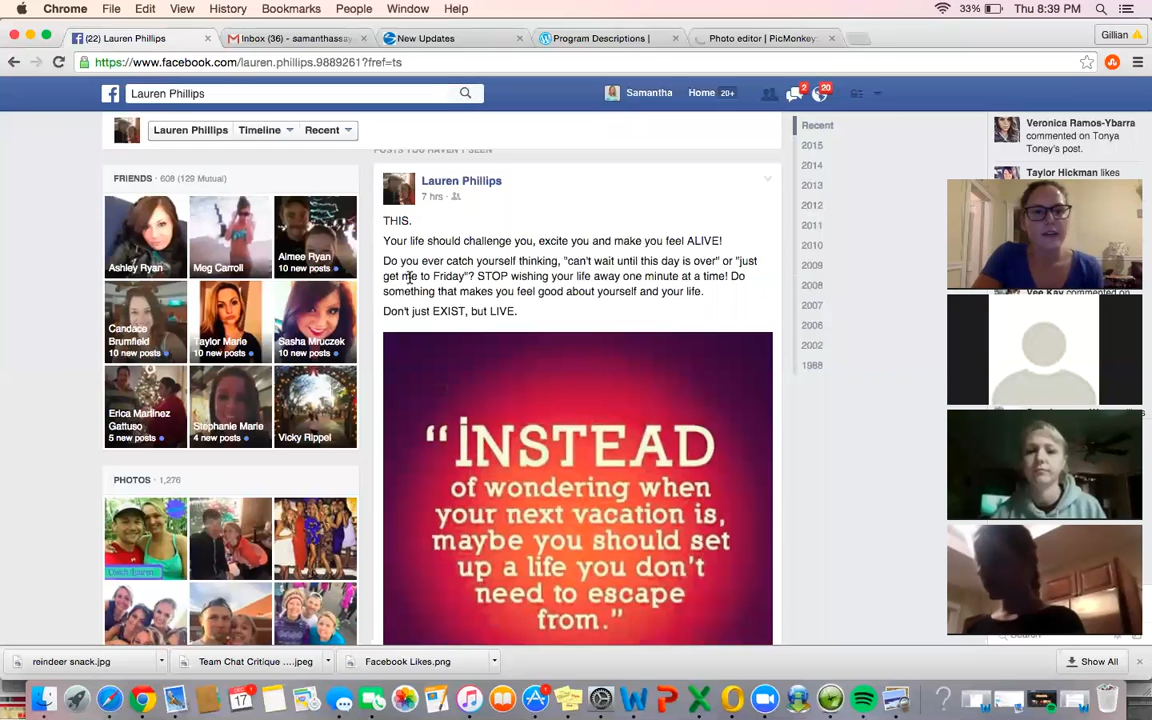 Chrome File Edit View History Bookmarks People Window Help 33% Thu 8:39 PM
(22) Lauren Phillips Inbox (36) - samanthassay New Updates Program Descriptions | Photo editor | PicMonkey Gillian
https://www.facebook.com/lauren.phillips.9889261?fref=ts
Lauren Phillips Samantha Home 20+ 2 20
Lauren Phillips Timeline Recent
POSTS YOU HAVEN'T SEEN
FRIENDS · 608 (129 Mutual)
Ashley Ryan
Meg Carroll
Aimee Ryan
10 new posts
Candace
Brumfield
10 new posts
Taylor Marie
10 new posts
Sasha Mruczek
10 new posts
Erica Martinez
Gattuso
5 new posts
Stephanie Marie
4 new posts
Vicky Rippel
PHOTOS · 1,276
Lauren Phillips
7 hrs ·
THIS.
Your life should challenge you, excite you and make you feel ALIVE!
Do you ever catch yourself thinking, "can't wait until this day is over" or "just
get me to Friday"? STOP wishing your life away one minute at a time! Do
something that makes you feel good about yourself and your life.
Don't just EXIST, but LIVE.
“INSTEAD
of wondering when
your next vacation is,
maybe you should set
up a life you don't
need to escape
from.”
Recent
2015
2014
2013
2012
2011
2010
2009
2008
2007
2006
2002
1988
Veronica Ramos-Ybarra
commented on Tonya
Toney's post.
Taylor Hickman likes
Vee Kay commented on
Search
reindeer snack.jpg Team Chat Critique ....jpeg Facebook Likes.png Show All
17